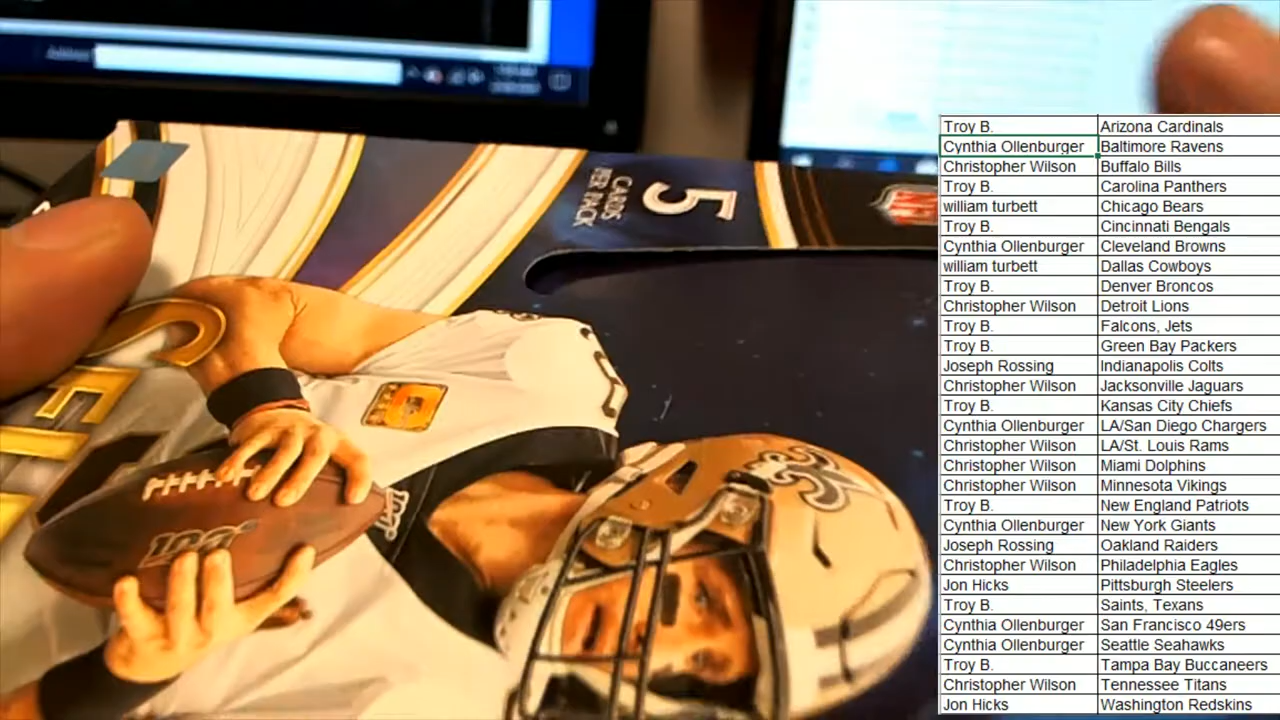 5
CARDS
PER PACK
NFL
100
C
Troy B. Arizona Cardinals
Cynthia Ollenburger Baltimore Ravens
Christopher Wilson Buffalo Bills
Troy B. Carolina Panthers
william turbett Chicago Bears
Troy B. Cincinnati Bengals
Cynthia Ollenburger Cleveland Browns
william turbett Dallas Cowboys
Troy B. Denver Broncos
Christopher Wilson Detroit Lions
Troy B. Falcons, Jets
Troy B. Green Bay Packers
Joseph Rossing Indianapolis Colts
Christopher Wilson Jacksonville Jaguars
Troy B. Kansas City Chiefs
Cynthia Ollenburger LA/San Diego Chargers
Christopher Wilson LA/St. Louis Rams
Christopher Wilson Miami Dolphins
Christopher Wilson Minnesota Vikings
Troy B. New England Patriots
Cynthia Ollenburger New York Giants
Joseph Rossing Oakland Raiders
Christopher Wilson Philadelphia Eagles
Jon Hicks Pittsburgh Steelers
Troy B. Saints, Texans
Cynthia Ollenburger San Francisco 49ers
Cynthia Ollenburger Seattle Seahawks
Troy B. Tampa Bay Buccaneers
Christopher Wilson Tennessee Titans
Jon Hicks Washington Redskins